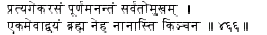 प्रत्यगेकरसं पूर्णमनन्तं सर्वतोमुखम् ।
एकमेवाद्वयं ब्रह्म नेह नानास्ति किञ्चन ॥ ४६६॥